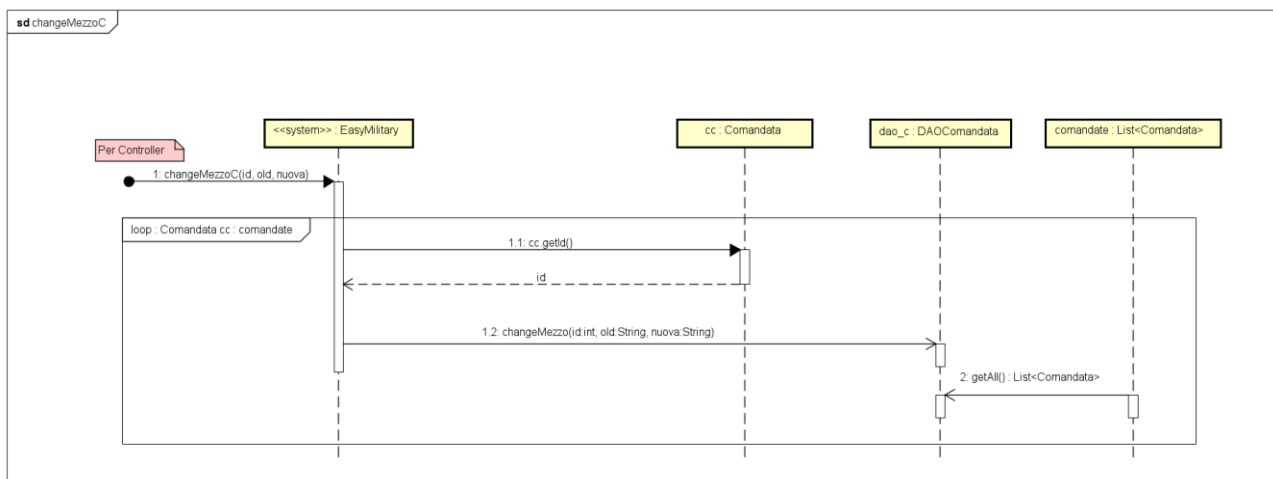 sd changeMezzoC
<<system>> : EasyMilitary
cc : Comandata
dao_c : DAOComandata
comandate : List<Comandata>
Per Controller
1: changeMezzoC(id, old, nuova)
loop : Comandata cc : comandate
1.1: cc.getId()
id
1.2: changeMezzo(id:int, old:String, nuova:String)
2: getAll() : List<Comandata>